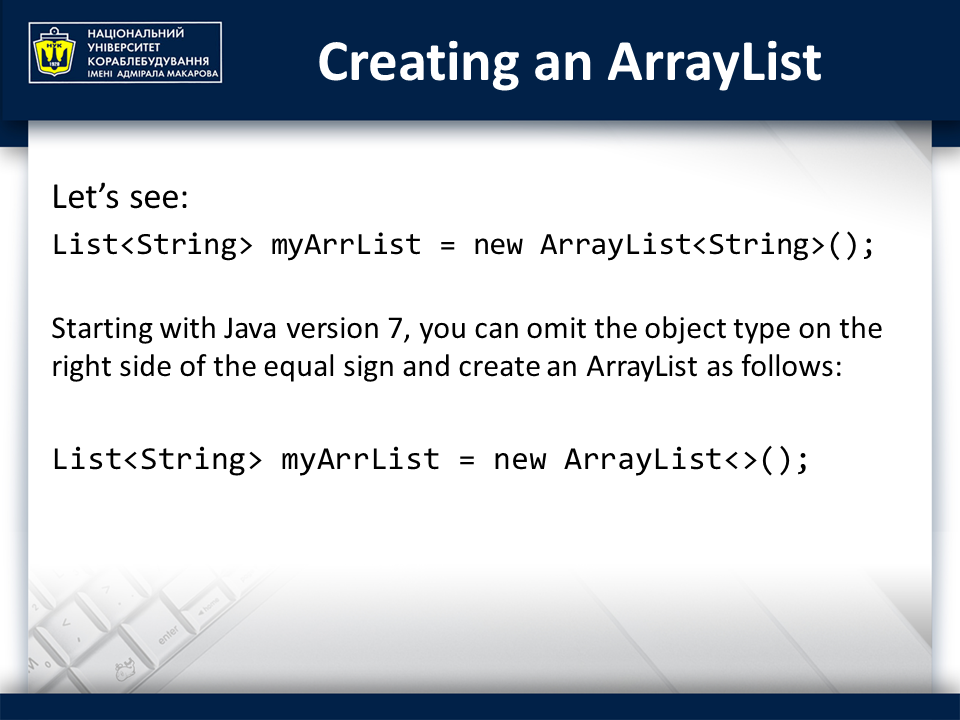 НАЦІОНАЛЬНИЙ
УНІВЕРСИТЕТ
КОРАБЛЕБУДУВАННЯ
ІМЕНІ АДМІРАЛА МАКАРОВА
НУК
1920
Creating an ArrayList
Let’s see:
List<String> myArrList = new ArrayList<String>();
Starting with Java version 7, you can omit the object type on the
right side of the equal sign and create an ArrayList as follows:
List<String> myArrList = new ArrayList<>();
enter